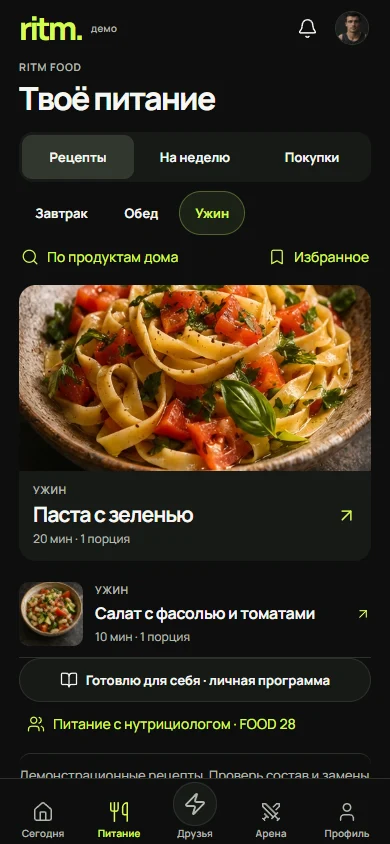 ritm. демо
RITM FOOD
Твоё питание
Рецепты На неделю Покупки
Завтрак Обед Ужин
По продуктам дома Избранное
УЖИН
Паста с зеленью
20 мин · 1 порция
УЖИН
Салат с фасолью и томатами
10 мин · 1 порция
Готовлю для себя · личная программа
Питание с нутрициологом · FOOD 28
Демонстрационные рецепты. Проверь состав и замены
Сегодня Питание Друзья Арена Профиль